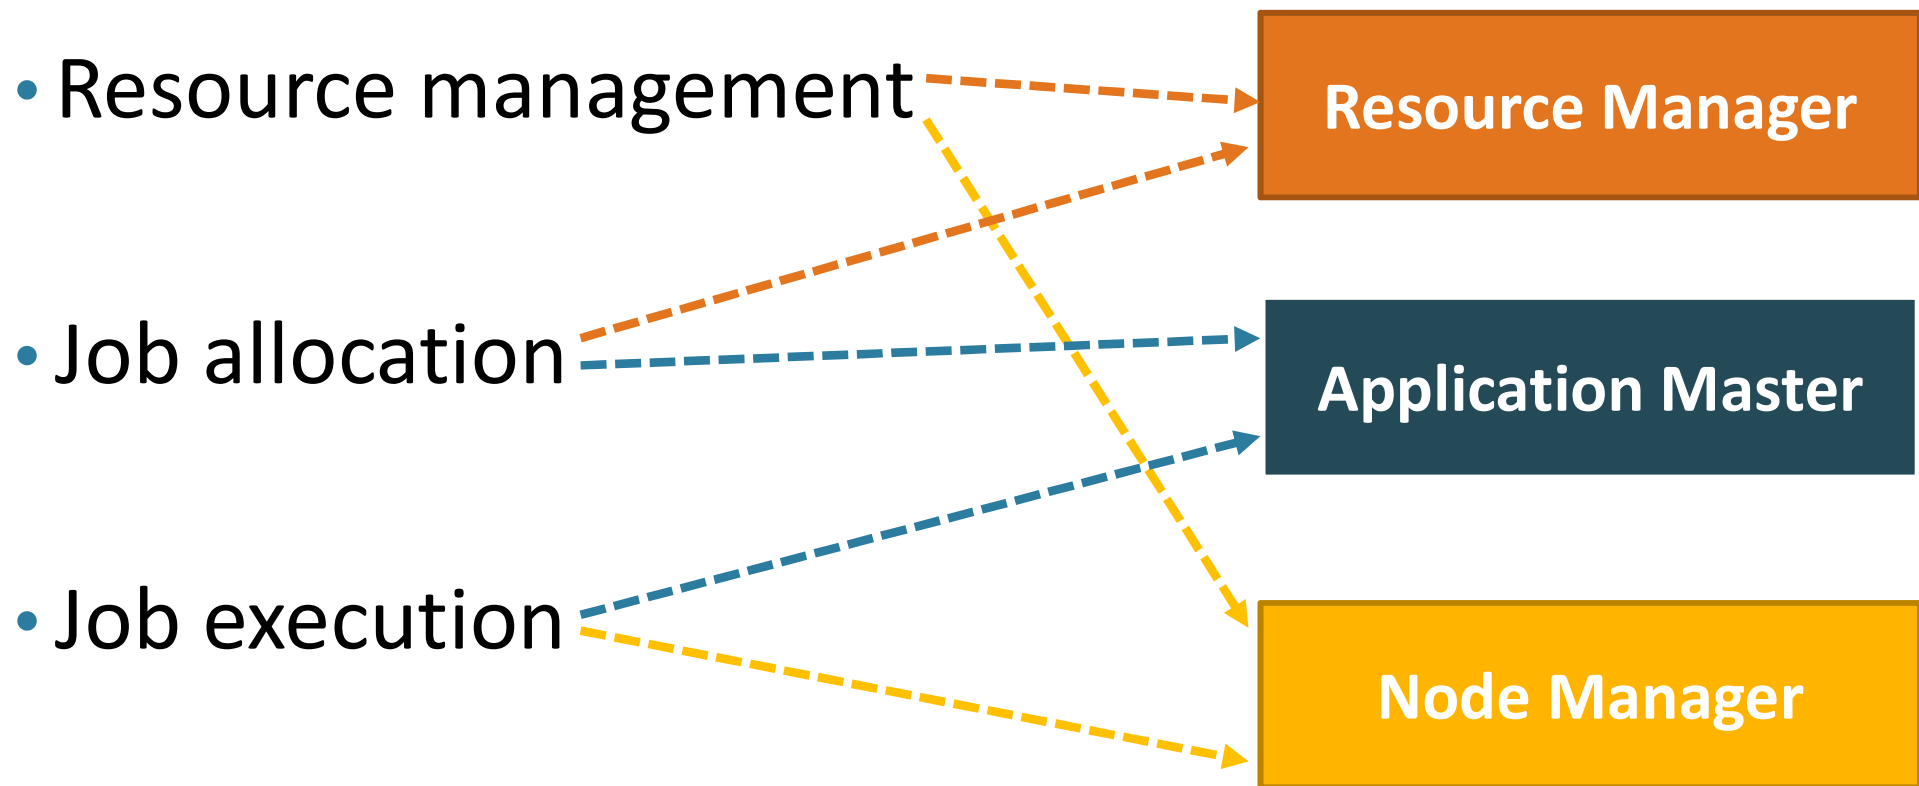 • Resource management
Resource Manager
• Job allocation
Application Master
• Job execution
Node Manager